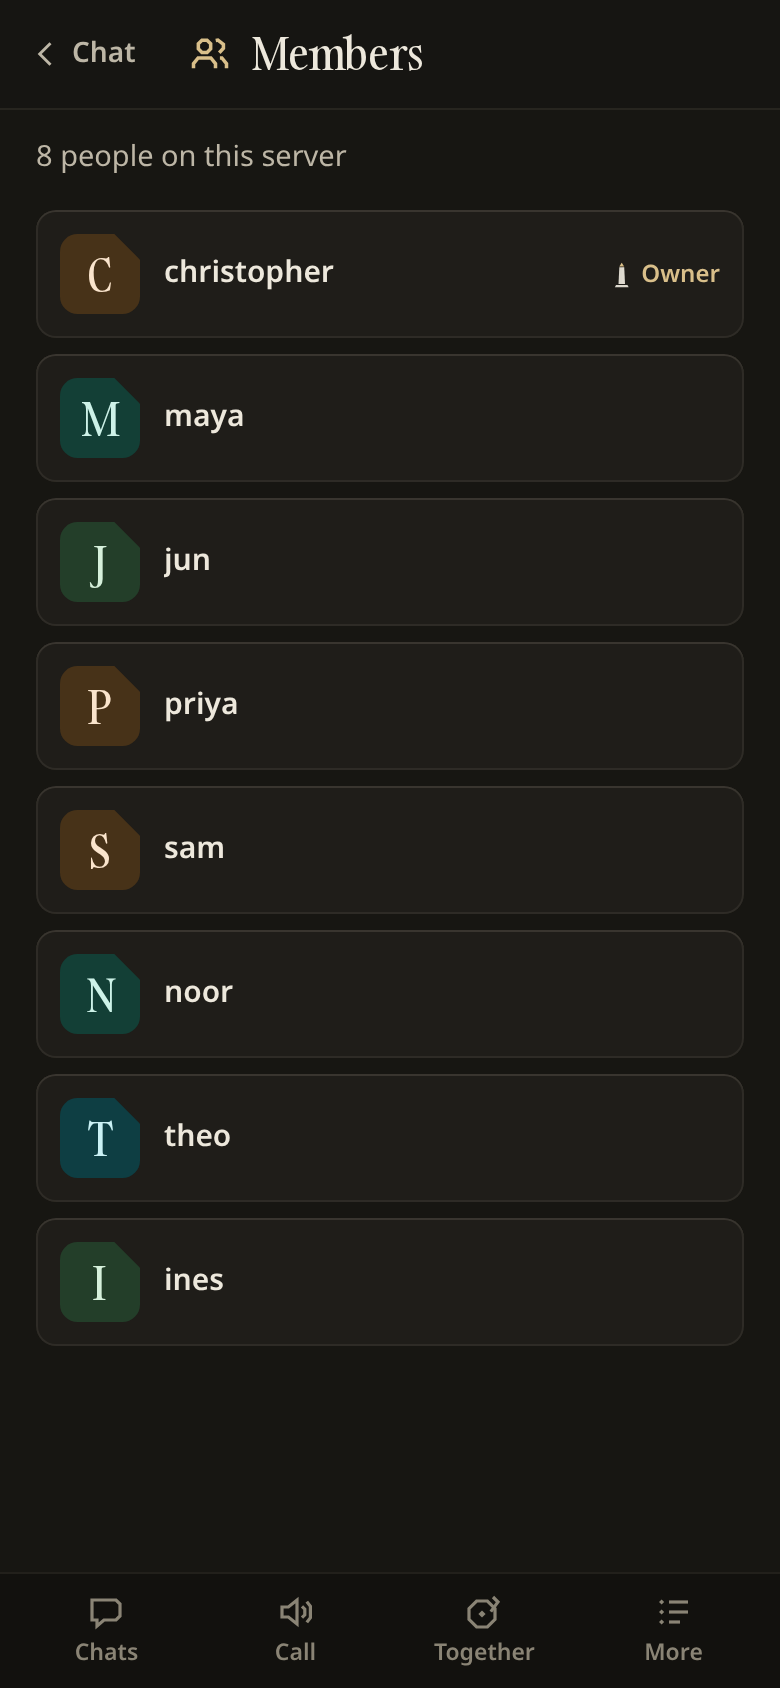 Chat
Members
8 people on this server
C
christopher
Owner
M
maya
J
jun
P
priya
S
sam
N
noor
T
theo
I
ines
Chats
Call
Together
More